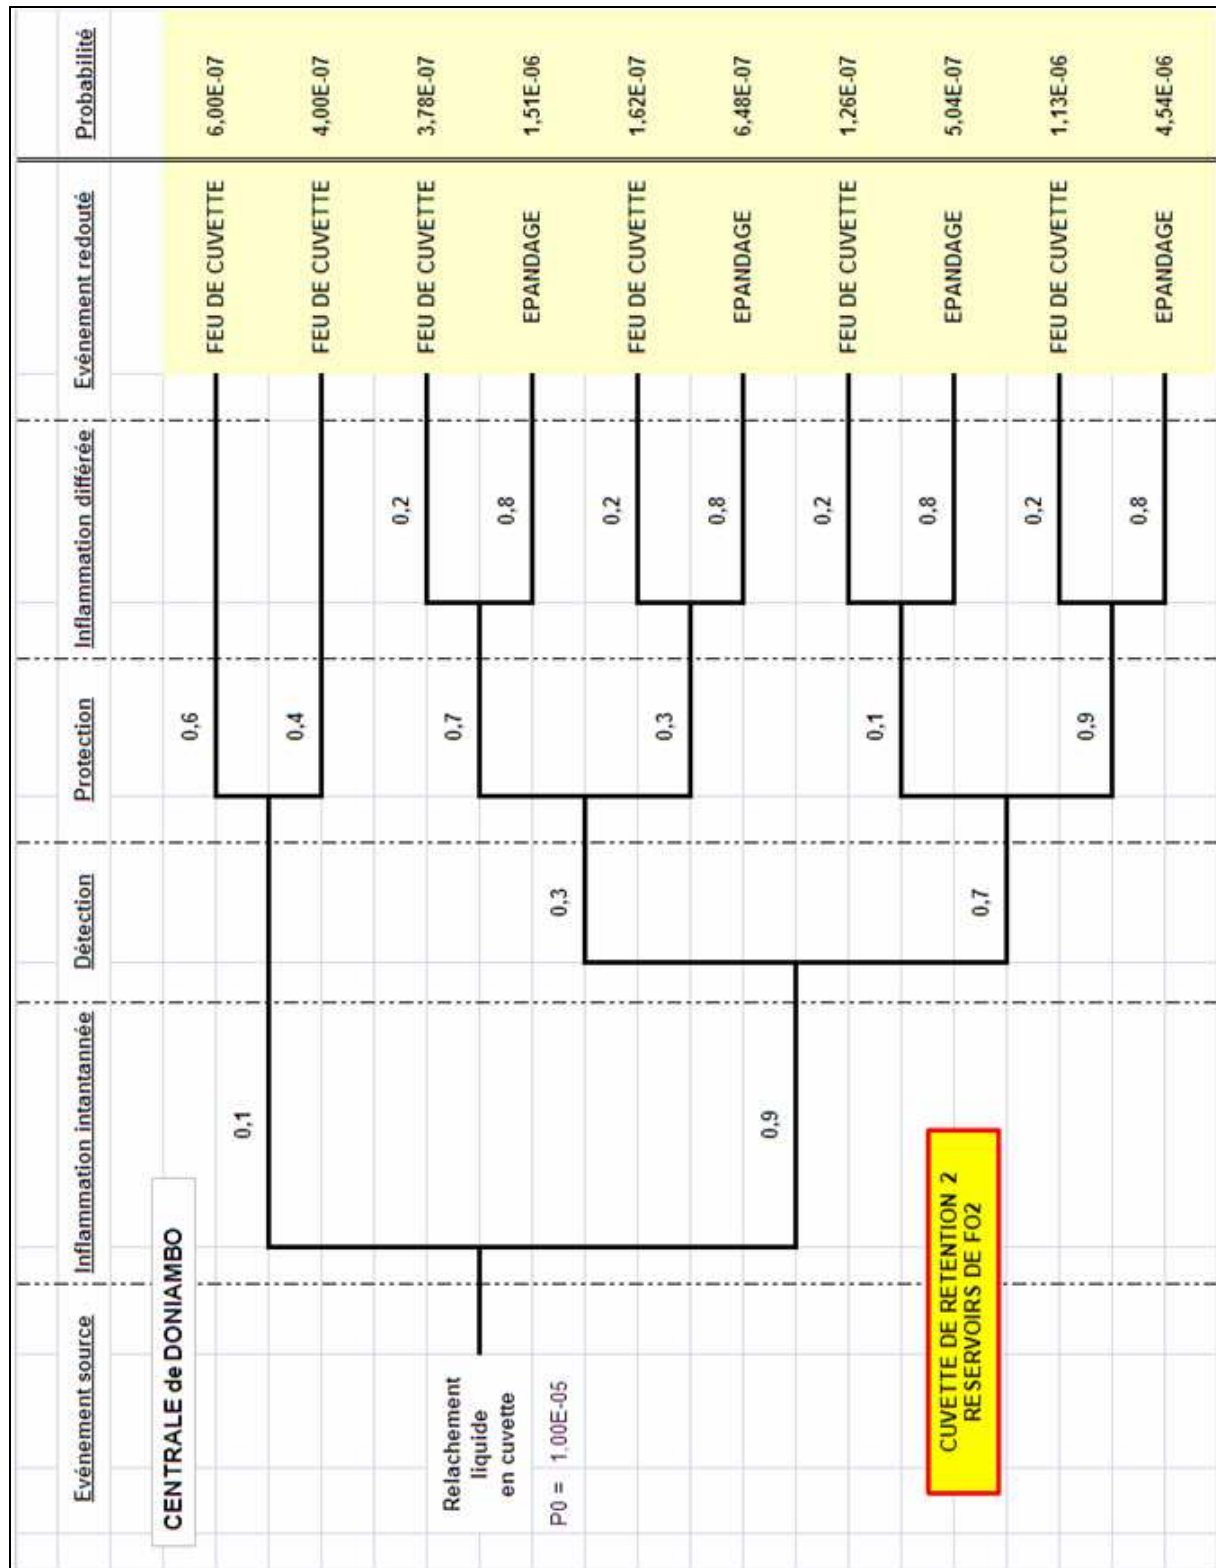 Evénement source
Inflammation intantannée
Détection
Protection
Inflammation différée
Evénement redouté
Probabilité
CENTRALE de DONIAMBO
0,6
FEU DE CUVETTE
6,00E-07
0,1
0,4
FEU DE CUVETTE
4,00E-07
0,2
FEU DE CUVETTE
3,78E-07
Relachement
liquide
en cuvette
0,7
0,8
EPANDAGE
1,51E-06
P0 = 1,00E-05
0,3
0,2
FEU DE CUVETTE
1,62E-07
0,3
0,8
EPANDAGE
6,48E-07
0,9
0,2
FEU DE CUVETTE
1,26E-07
0,1
0,8
EPANDAGE
5,04E-07
CUVETTE DE RETENTION 2
RESERVOIRS DE FO2
0,7
0,2
FEU DE CUVETTE
1,13E-06
0,9
0,8
EPANDAGE
4,54E-06